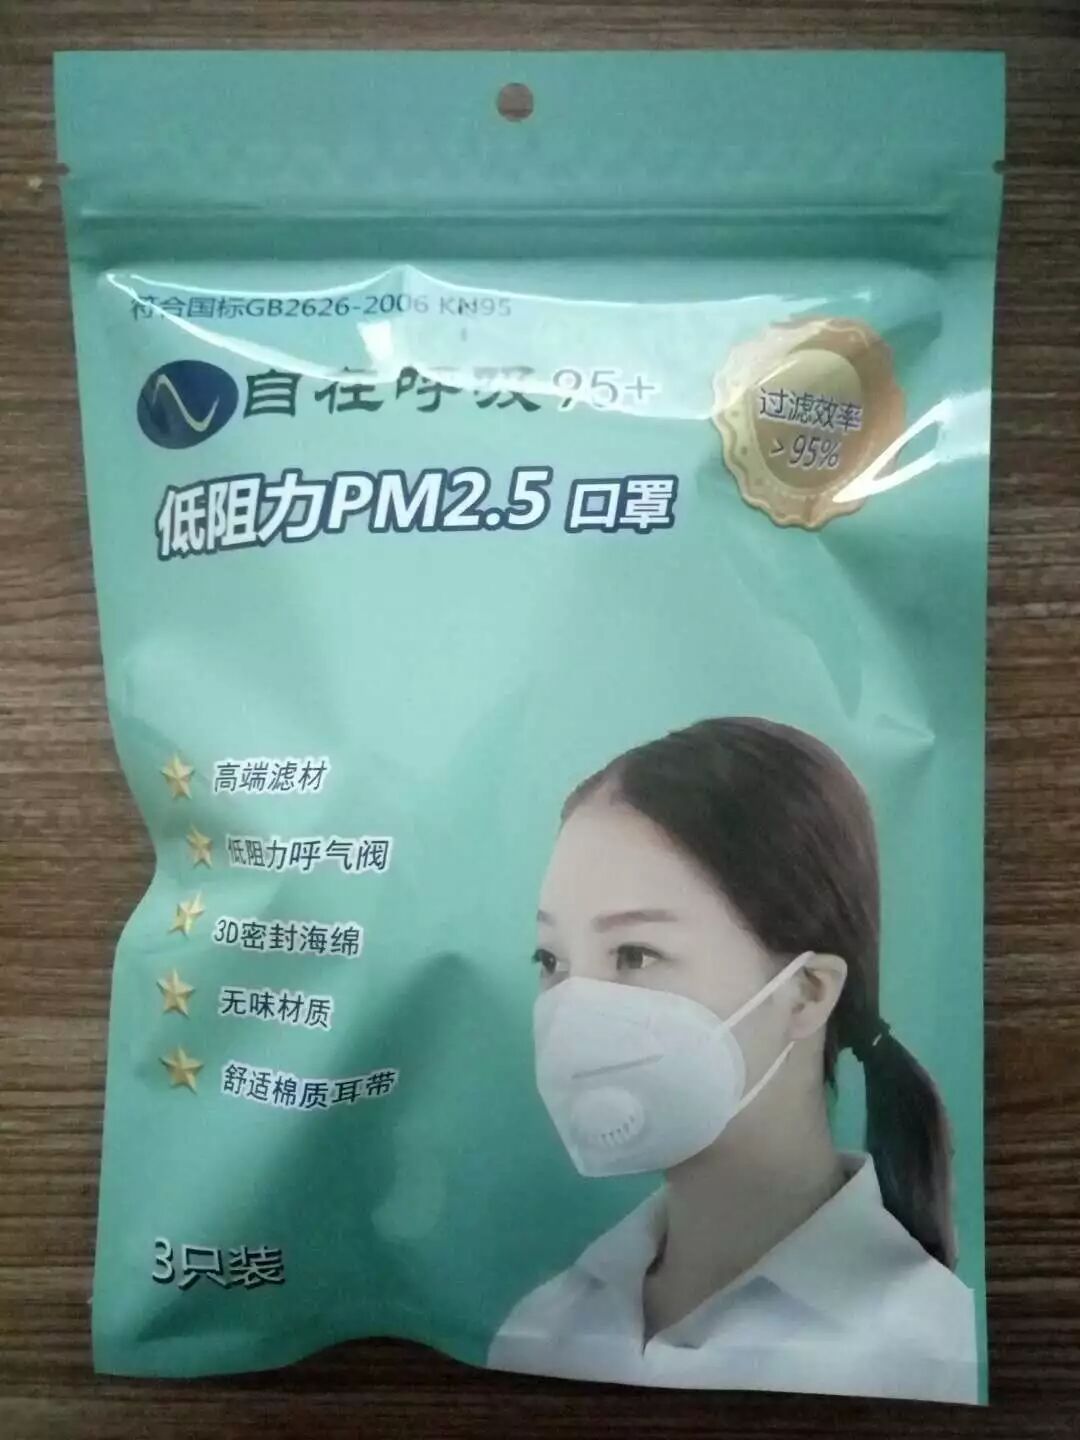 符合国标GB2626-2006 KN95
自在呼吸 95+
过滤效率
>95%
低阻力PM2.5 口罩
高端滤材
低阻力呼气阀
3D密封海绵
无味材质
舒适棉质耳带
3只装